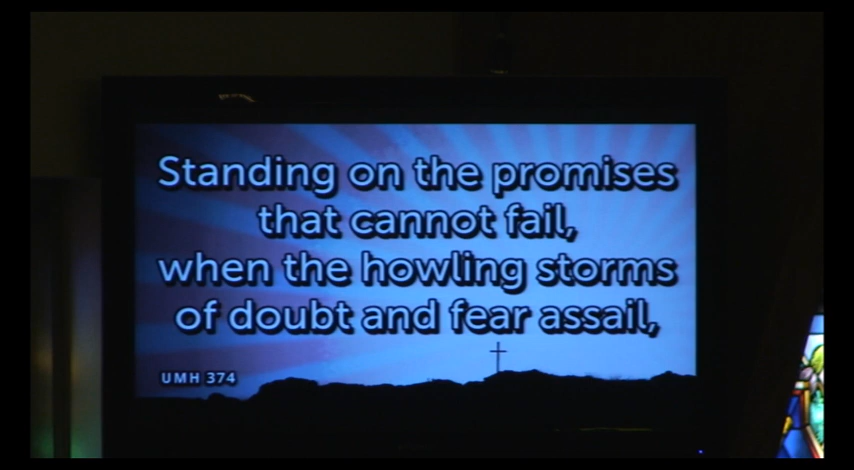 Standing on the promises
that cannot fail,
when the howling storms
of doubt and fear assail,
UMH 374